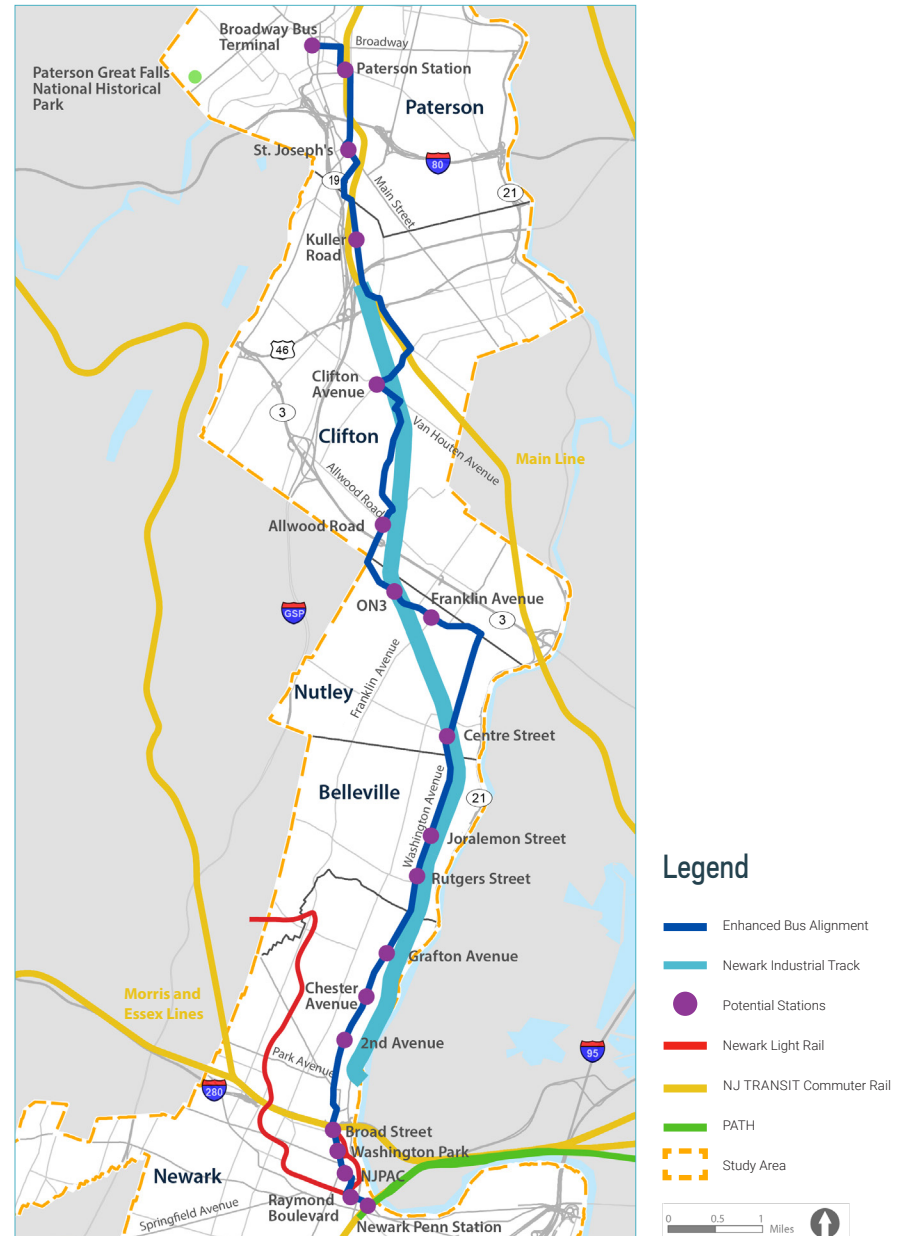 Broadway Bus
Terminal
Broadway
Paterson Great Falls
National Historical
Park
Paterson Station
Paterson
St. Joseph's
80
19
Main Street
21
Kuller
Road
46
Clifton
Avenue
3
Clifton
Van Houten Avenue
Main Line
Allwood Road
Allwood Road
ON3
Franklin Avenue
GSP
3
Franklin Avenue
Nutley
Centre Street
Belleville
Washington Avenue
21
Joralemon Street
Rutgers Street
Grafton Avenue
Chester
Avenue
Morris and
Essex Lines
2nd Avenue
Park Avenue
95
280
Broad Street
Washington Park
Newark
NJPAC
Raymond
Boulevard
Springfield Avenue
Newark Penn Station
Legend
Enhanced Bus Alignment
Newark Industrial Track
Potential Stations
Newark Light Rail
NJ TRANSIT Commuter Rail
PATH
Study Area
0 0.5 1
Miles